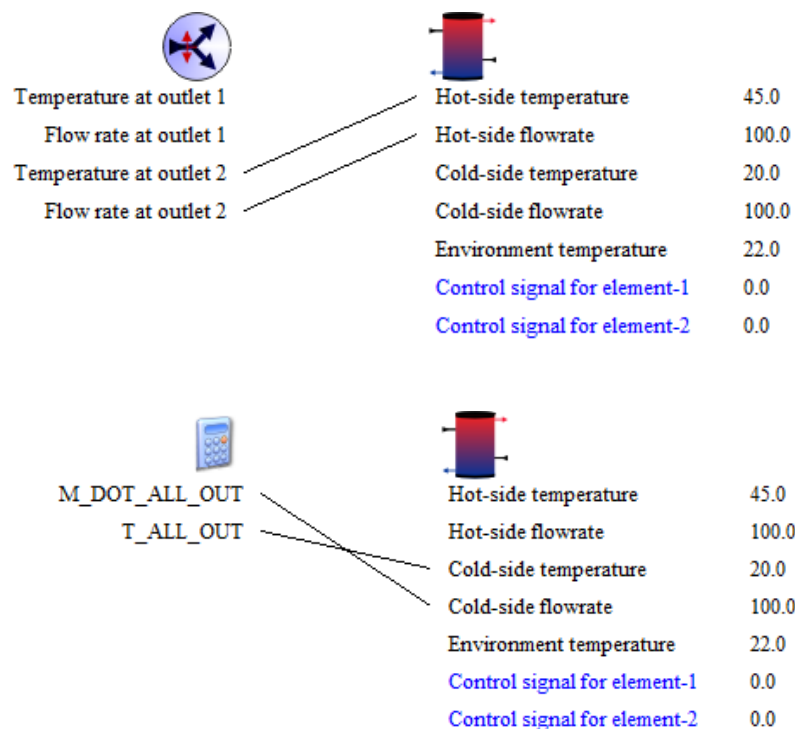 Temperature at outlet 1 Hot-side temperature 45.0
Flow rate at outlet 1 Hot-side flowrate 100.0
Temperature at outlet 2 Cold-side temperature 20.0
Flow rate at outlet 2 Cold-side flowrate 100.0
Environment temperature 22.0
Control signal for element-1 0.0
Control signal for element-2 0.0
M_DOT_ALL_OUT Hot-side temperature 45.0
T_ALL_OUT Hot-side flowrate 100.0
Cold-side temperature 20.0
Cold-side flowrate 100.0
Environment temperature 22.0
Control signal for element-1 0.0
Control signal for element-2 0.0